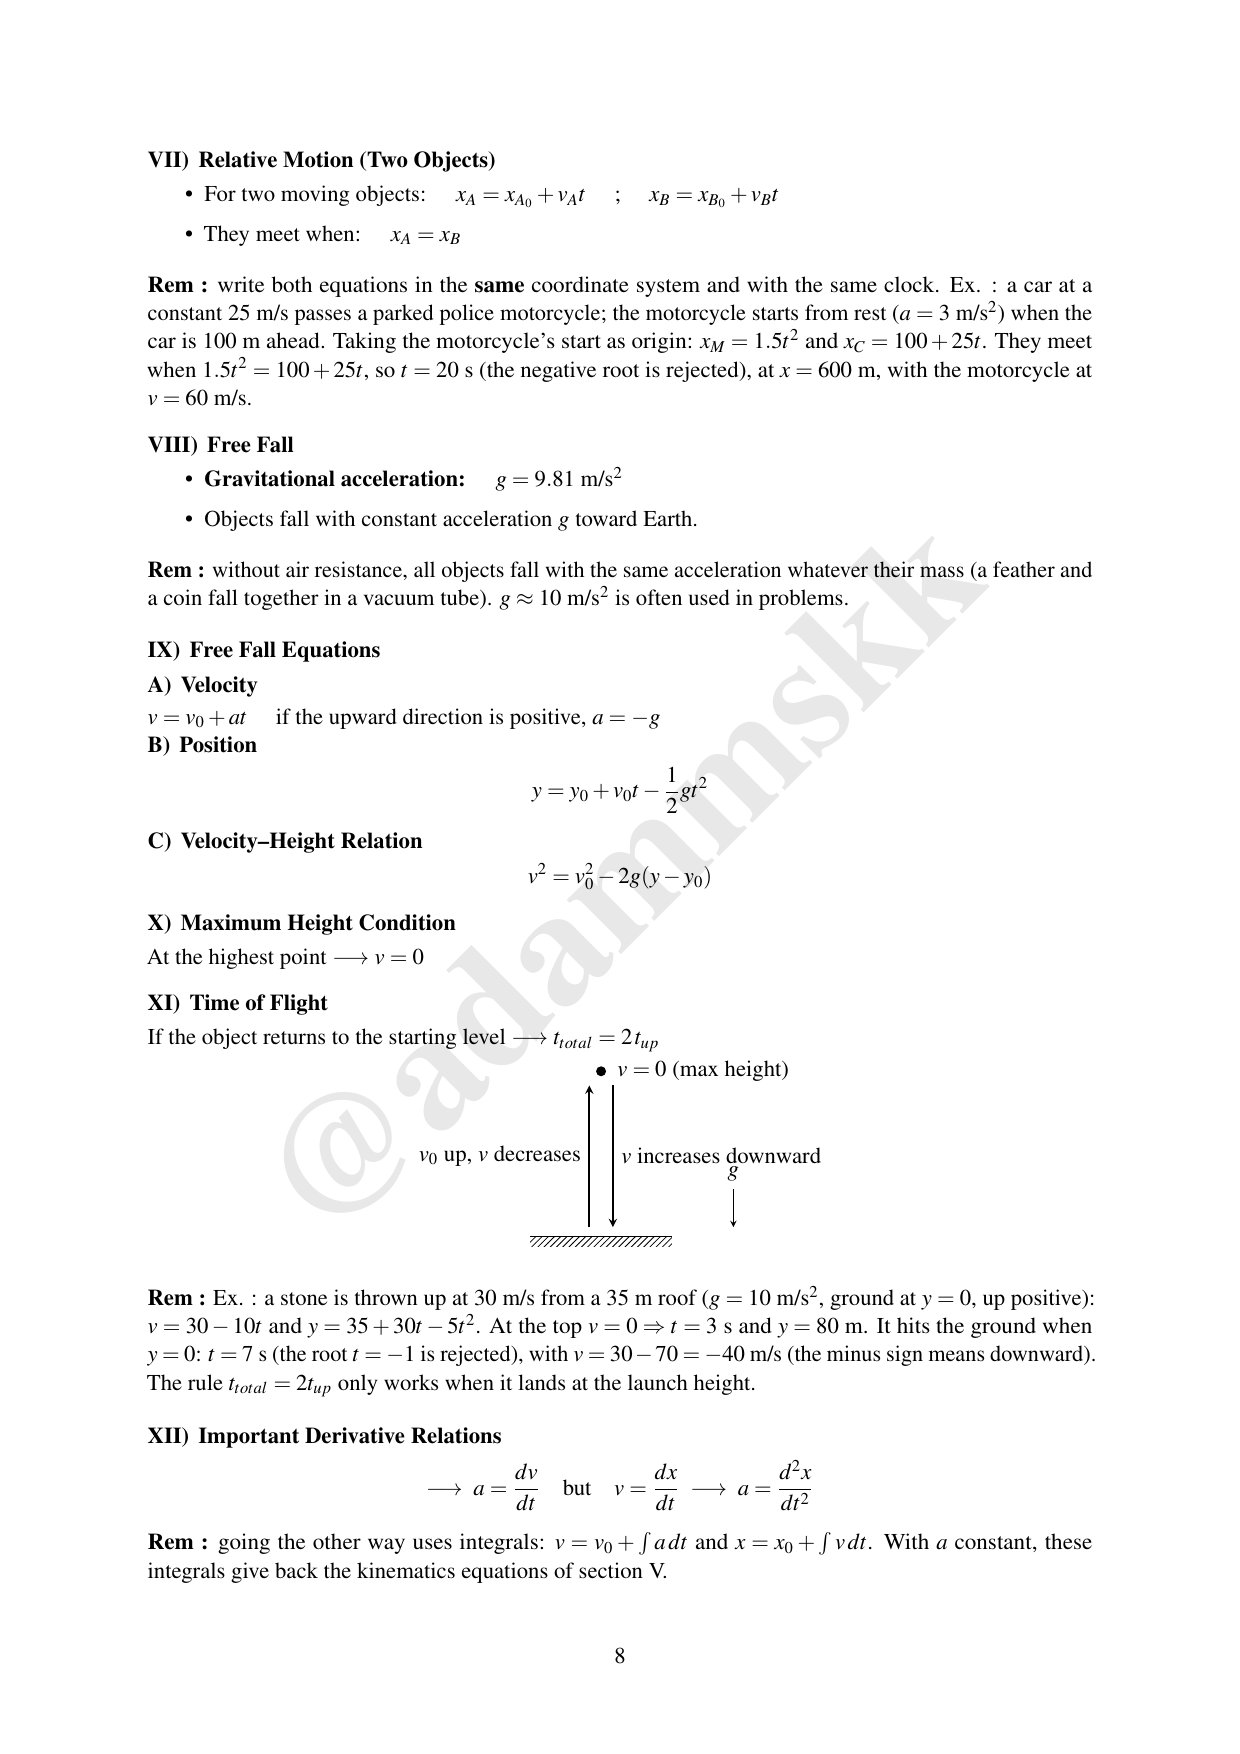 VII) Relative Motion (Two Objects)
• For two moving objects: x_A = x_{A_0} + v_A t ; x_B = x_{B_0} + v_B t
• They meet when: x_A = x_B
Rem : write both equations in the same coordinate system and with the same clock. Ex. : a car at a
constant 25 m/s passes a parked police motorcycle; the motorcycle starts from rest (a = 3 m/s²) when the
car is 100 m ahead. Taking the motorcycle's start as origin: x_M = 1.5t² and x_C = 100 + 25t. They meet
when 1.5t² = 100 + 25t, so t = 20 s (the negative root is rejected), at x = 600 m, with the motorcycle at
v = 60 m/s.
VIII) Free Fall
• Gravitational acceleration: g = 9.81 m/s²
• Objects fall with constant acceleration g toward Earth.
Rem : without air resistance, all objects fall with the same acceleration whatever their mass (a feather and
a coin fall together in a vacuum tube). g ≈ 10 m/s² is often used in problems.
IX) Free Fall Equations
A) Velocity
v = v_0 + at if the upward direction is positive, a = −g
B) Position
y = y_0 + v_0 t − \frac{1}{2} gt²
C) Velocity–Height Relation
v² = v_0² − 2g(y − y_0)
X) Maximum Height Condition
At the highest point ⟶ v = 0
XI) Time of Flight
If the object returns to the starting level ⟶ t_{total} = 2t_{up}
v = 0 (max height)
v_0 up, v decreases
v increases downward
g
Rem : Ex. : a stone is thrown up at 30 m/s from a 35 m roof (g = 10 m/s², ground at y = 0, up positive):
v = 30 − 10t and y = 35 + 30t − 5t². At the top v = 0 ⇒ t = 3 s and y = 80 m. It hits the ground when
y = 0: t = 7 s (the root t = −1 is rejected), with v = 30 − 70 = −40 m/s (the minus sign means downward).
The rule t_{total} = 2t_{up} only works when it lands at the launch height.
XII) Important Derivative Relations
⟶ a = \frac{dv}{dt} but v = \frac{dx}{dt} ⟶ a = \frac{d²x}{dt²}
Rem : going the other way uses integrals: v = v_0 + ∫ a dt and x = x_0 + ∫ v dt. With a constant, these
integrals give back the kinematics equations of section V.
8
@adammskk